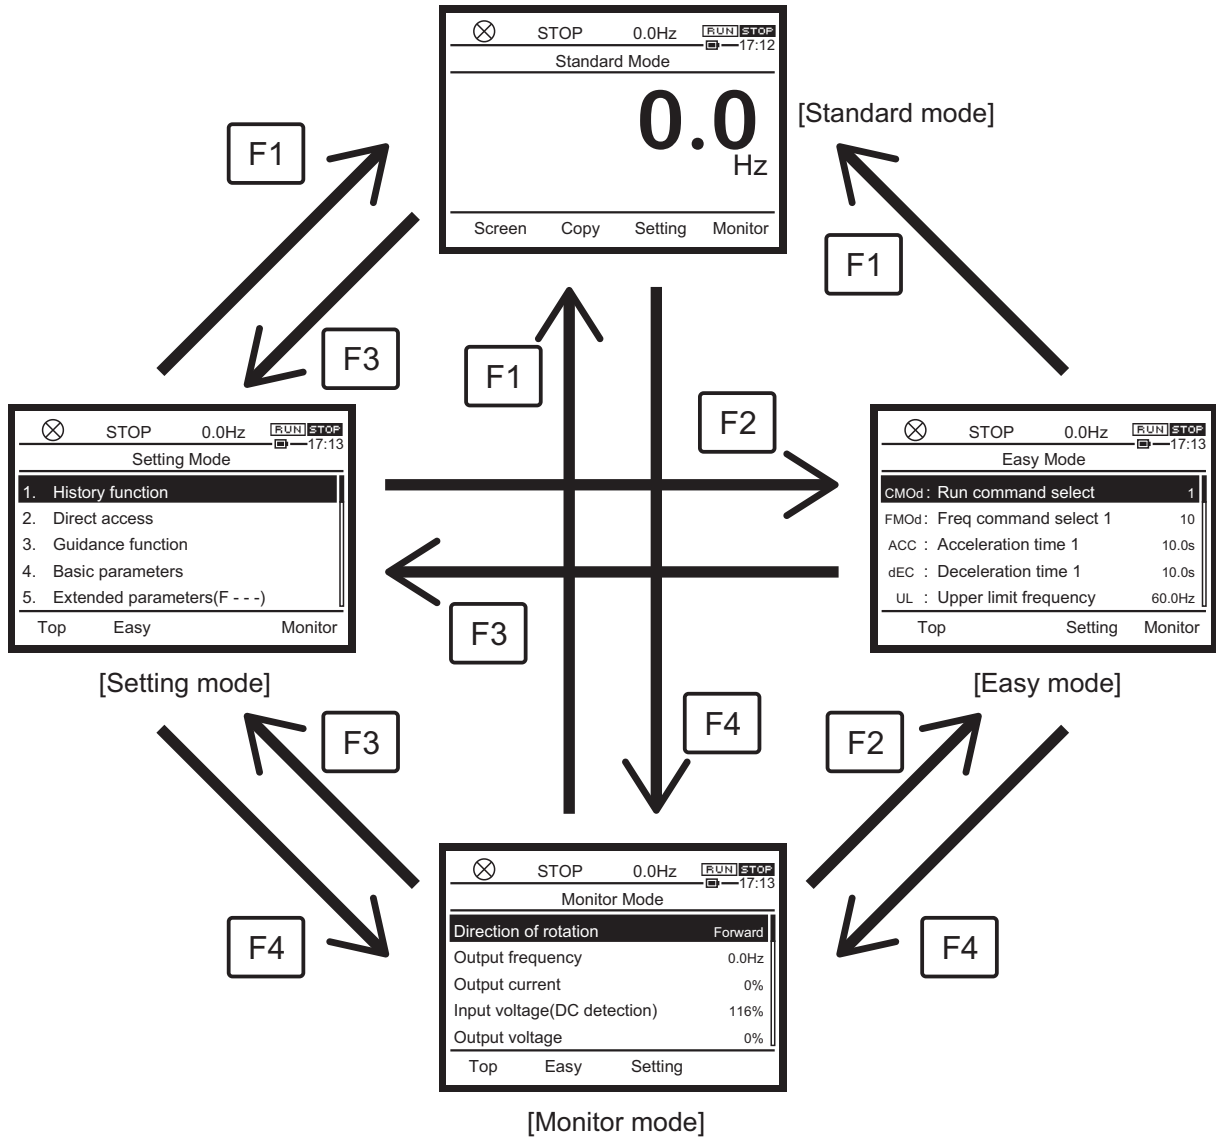 STOP 0.0Hz RUN STOP
17:12
Standard Mode
0.0
Hz
Screen Copy Setting Monitor
[Standard mode]
F1
F3
F1
F2
F1
STOP 0.0Hz RUN STOP
17:13
Setting Mode
1. History function
2. Direct access
3. Guidance function
4. Basic parameters
5. Extended parameters(F - - -)
Top Easy Monitor
[Setting mode]
STOP 0.0Hz RUN STOP
17:13
Easy Mode
CMOd : Run command select 1
FMOd : Freq command select 1 10
ACC : Acceleration time 1 10.0s
dEC : Deceleration time 1 10.0s
UL : Upper limit frequency 60.0Hz
Top Setting Monitor
[Easy mode]
F3
F3
F4
F2
F4
F4
STOP 0.0Hz RUN STOP
17:13
Monitor Mode
Direction of rotation Forward
Output frequency 0.0Hz
Output current 0%
Input voltage(DC detection) 116%
Output voltage 0%
Top Easy Setting
[Monitor mode]